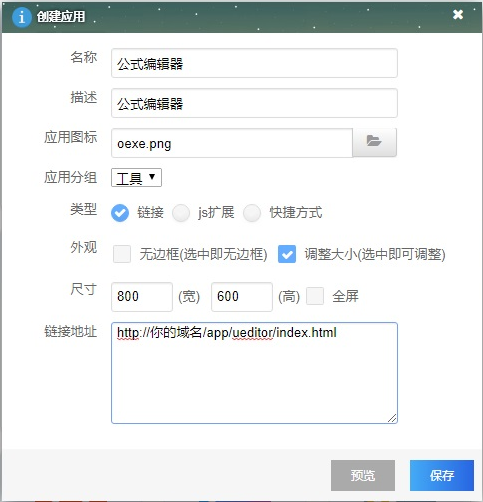 创建应用
名称 公式编辑器
描述 公式编辑器
应用图标 oexe.png
应用分组 工具
类型 链接 js扩展 快捷方式
外观 无边框(选中即无边框) 调整大小(选中即可调整)
尺寸 800 (宽) 600 (高) 全屏
链接地址 http://你的域名/app/ueditor/index.html
预览 保存